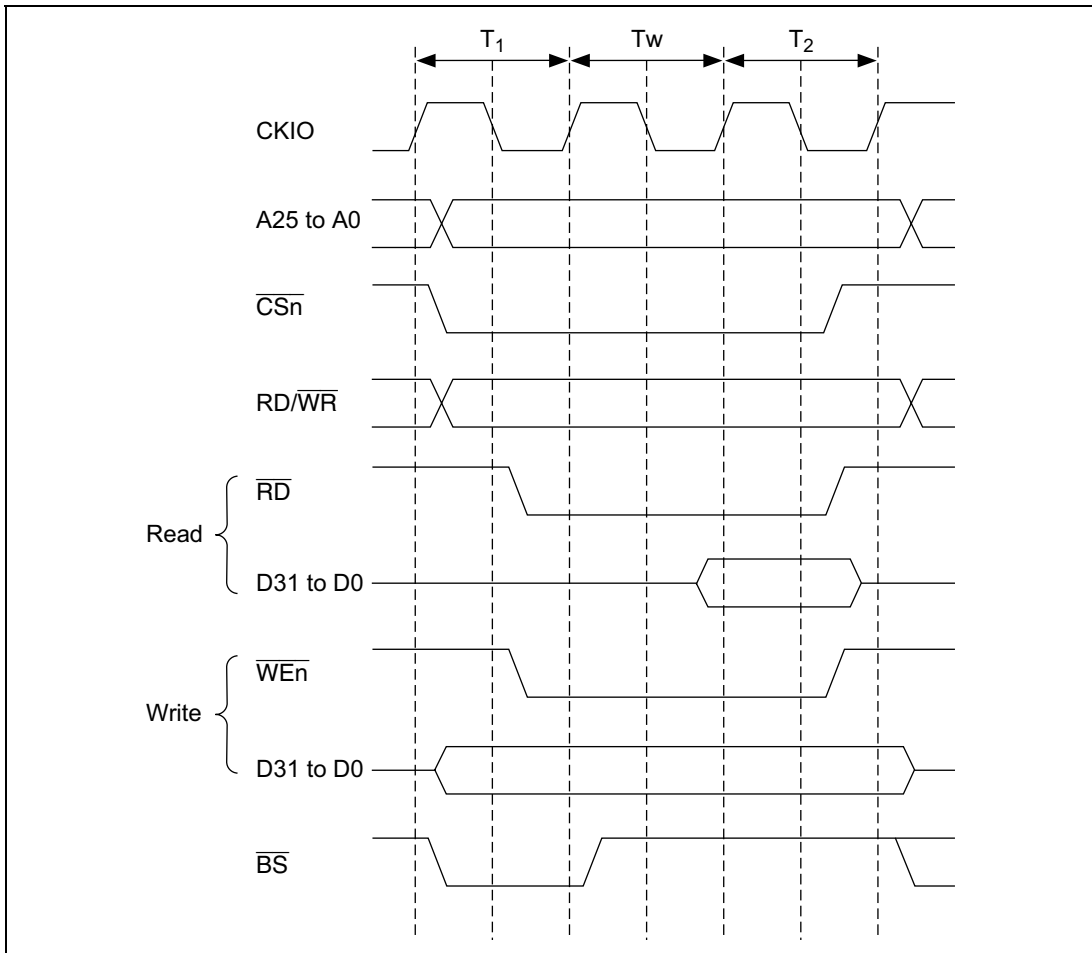 T1 Tw T2
CKIO
A25 to A0
CSn
RD/WR
RD
Read
D31 to D0
WEn
Write
D31 to D0
BS